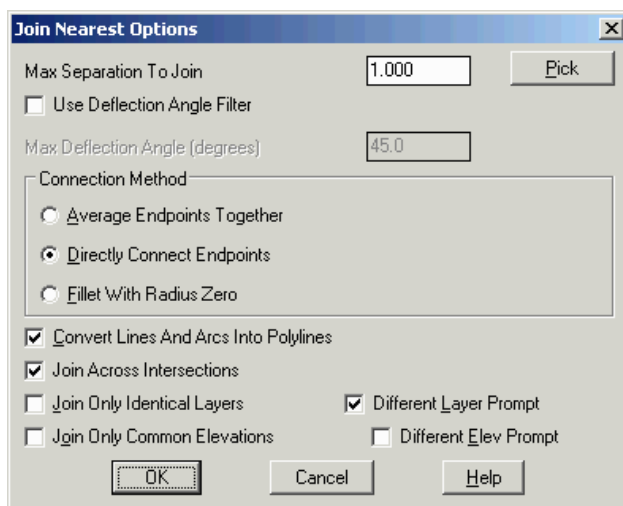 Join Nearest Options
Max Separation To Join 1.000 Pick
Use Deflection Angle Filter
Max Deflection Angle (degrees) 45.0
Connection Method
Average Endpoints Together
Directly Connect Endpoints
Fillet With Radius Zero
Convert Lines And Arcs Into Polylines
Join Across Intersections
Join Only Identical Layers Different Layer Prompt
Join Only Common Elevations Different Elev Prompt
OK Cancel Help